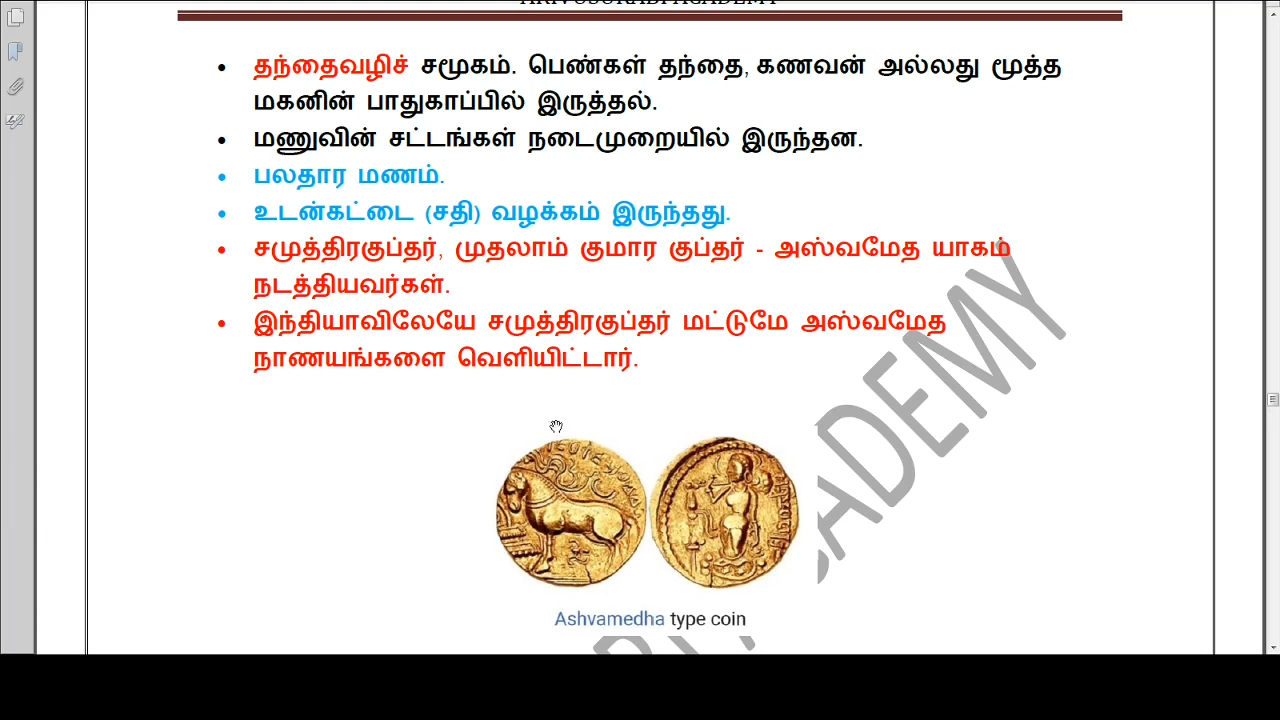 • தந்தைவழிச் சமூகம். பெண்கள் தந்தை, கணவன் அல்லது மூத்த
மகனின் பாதுகாப்பில் இருத்தல்.
• மணுவின் சட்டங்கள் நடைமுறையில் இருந்தன.
• பலதார மணம்.
• உடன்கட்டை (சதி) வழக்கம் இருந்தது.
• சமுத்திரகுப்தர், முதலாம் குமார குப்தர் - அஸ்வமேத யாகம்
நடத்தியவர்கள்.
• இந்தியாவிலேயே சமுத்திரகுப்தர் மட்டுமே அஸ்வமேத
நாணயங்களை வெளியிட்டார்.
Ashvamedha type coin